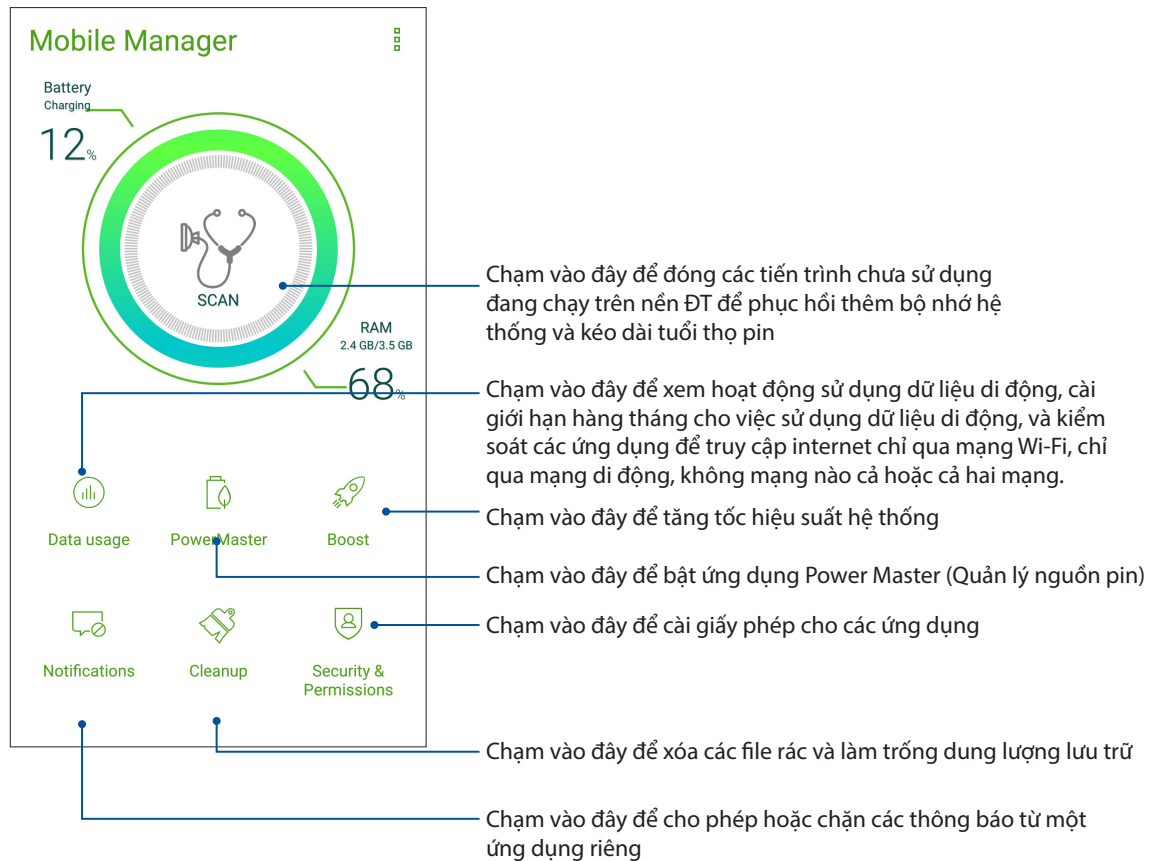 Mobile Manager
Battery
Charging
12%
SCAN
RAM
2.4 GB/3.5 GB
68%
Data usage
PowerMaster
Boost
Notifications
Cleanup
Security &
Permissions
Chạm vào đây để đóng các tiến trình chưa sử dụng
đang chạy trên nền ĐT để phục hồi thêm bộ nhớ hệ
thống và kéo dài tuổi thọ pin
Chạm vào đây để xem hoạt động sử dụng dữ liệu di động, cài
giới hạn hàng tháng cho việc sử dụng dữ liệu di động, và kiểm
soát các ứng dụng để truy cập internet chỉ qua mạng Wi-Fi, chỉ
qua mạng di động, không mạng nào cả hoặc cả hai mạng.
Chạm vào đây để tăng tốc hiệu suất hệ thống
Chạm vào đây để bật ứng dụng Power Master (Quản lý nguồn pin)
Chạm vào đây để cài giấy phép cho các ứng dụng
Chạm vào đây để xóa các file rác và làm trống dung lượng lưu trữ
Chạm vào đây để cho phép hoặc chặn các thông báo từ một
ứng dụng riêng